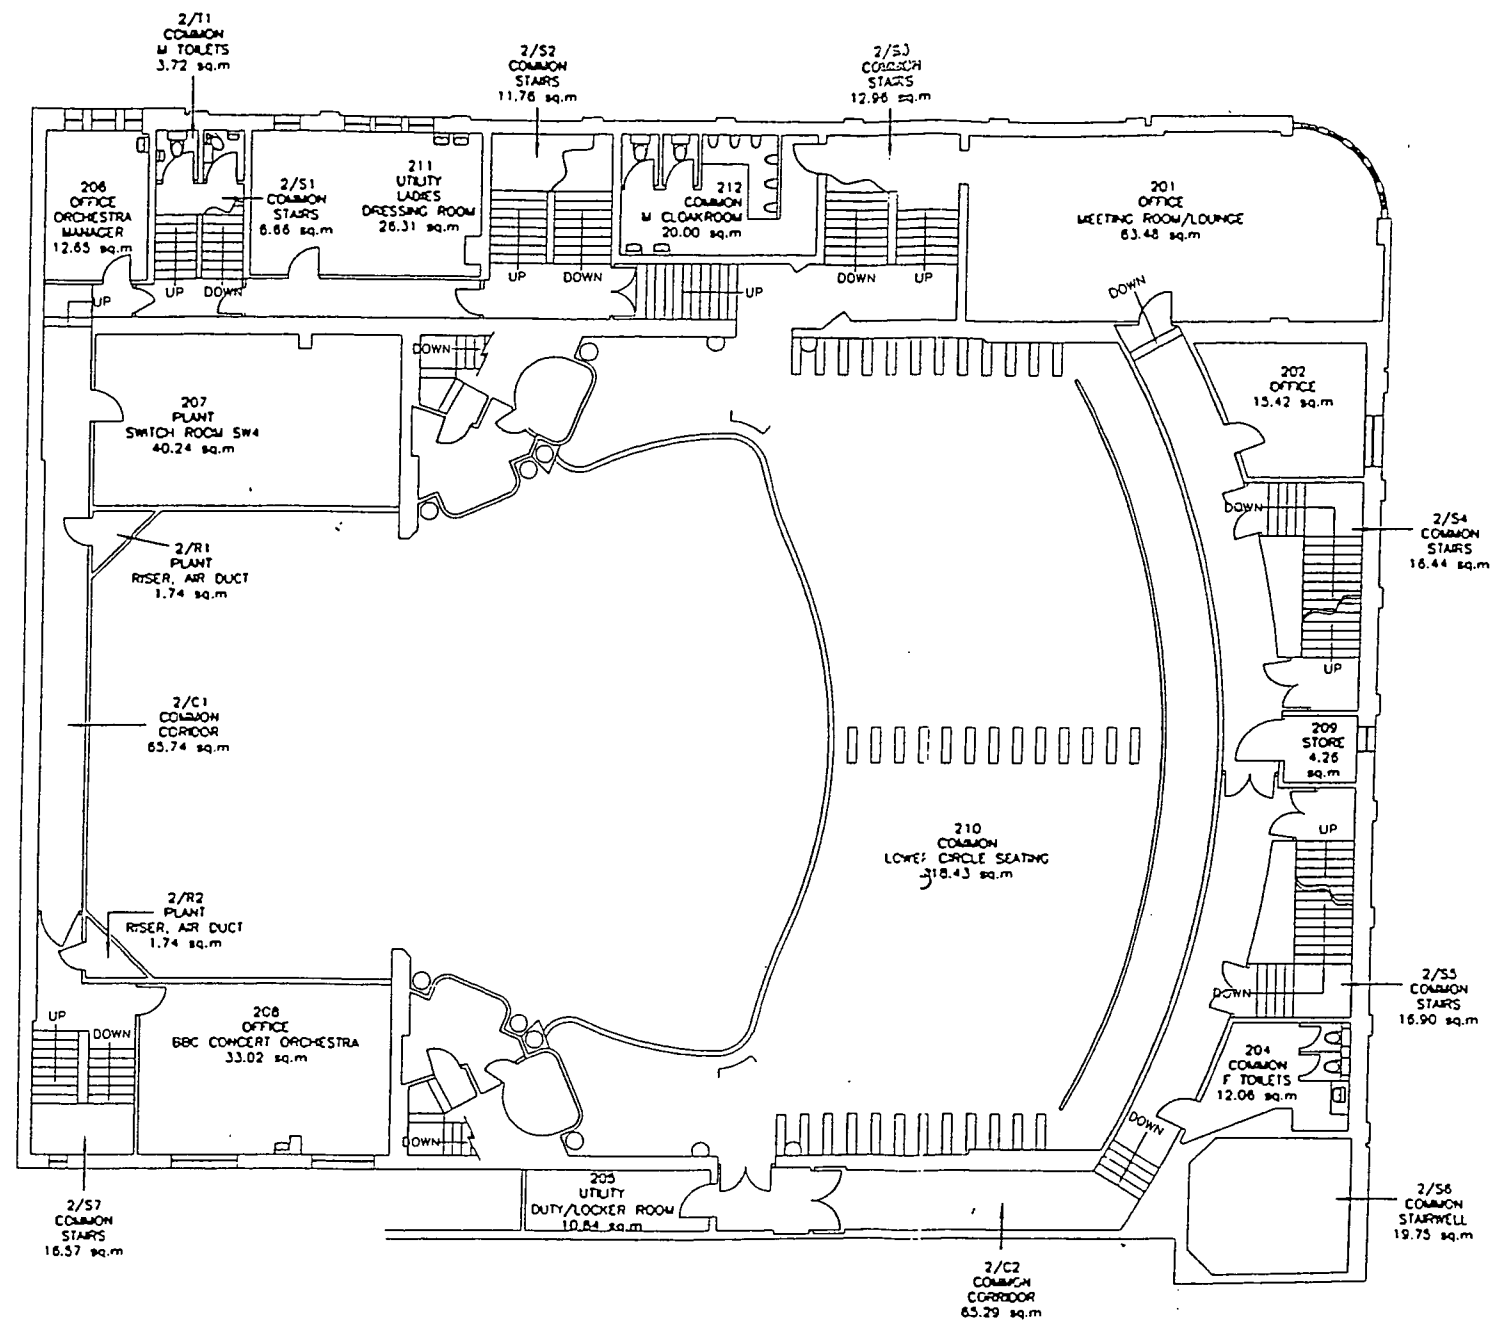 2/T1
COMMON
M TOILETS
3.72 sq.m
2/S2
COMMON
STAIRS
11.76 sq.m
2/S3
COMMON
STAIRS
12.96 sq.m
206
OFFICE
ORCHESTRA
MANAGER
12.65 sq.m
2/S1
COMMON
STAIRS
6.66 sq.m
211
UTILITY
LADIES
DRESSING ROOM
26.31 sq.m
212
COMMON
M CLOAKROOM
20.00 sq.m
201
OFFICE
MEETING ROOM/LOUNGE
63.48 sq.m
UP
UP
DOWN
UP
DOWN
UP
DOWN
UP
DOWN
DOWN
202
OFFICE
15.42 sq.m
207
PLANT
SWITCH ROOM SW4
40.24 sq.m
DOWN
2/S4
COMMON
STAIRS
16.44 sq.m
2/R1
PLANT
RISER, AIR DUCT
1.74 sq.m
UP
2/C1
COMMON
CORIDOR
65.74 sq.m
209
STORE
4.26
sq.m
UP
210
COMMON
LOWER CIRCLE SEATING
318.43 sq.m
2/R2
PLANT
RISER, AIR DUCT
1.74 sq.m
DOWN
2/S5
COMMON
STAIRS
16.90 sq.m
UP
DOWN
208
OFFICE
BBC CONCERT ORCHESTRA
33.02 sq.m
204
COMMON
F TOILETS
12.06 sq.m
DOWN
DOWN
205
UTILITY
DUTY/LOCKER ROOM
10.64 sq.m
2/S7
COMMON
STAIRS
16.57 sq.m
2/S6
COMMON
STAIRWELL
19.75 sq.m
2/C2
COMMON
CORRIDOR
65.29 sq.m